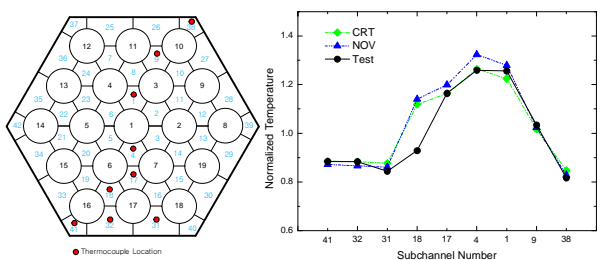 37 25 26 38
12 11 10
27 9
24 8 7 10 28
13 4 3 9
36 23 2 11 29
35 22 1 12 30
42 14 5 1 2 8 39
21 6 4 3 13
34 20 5 14
15 6 7 19
33 19 18 17 16 15
16 17 18
41 32 31 40
Thermocouple Location
CRT
NOV
Test
Normalized Temperature
1.4
1.2
1.0
0.8
0.6
41 32 31 18 17 4 1 9 38
Subchannel Number